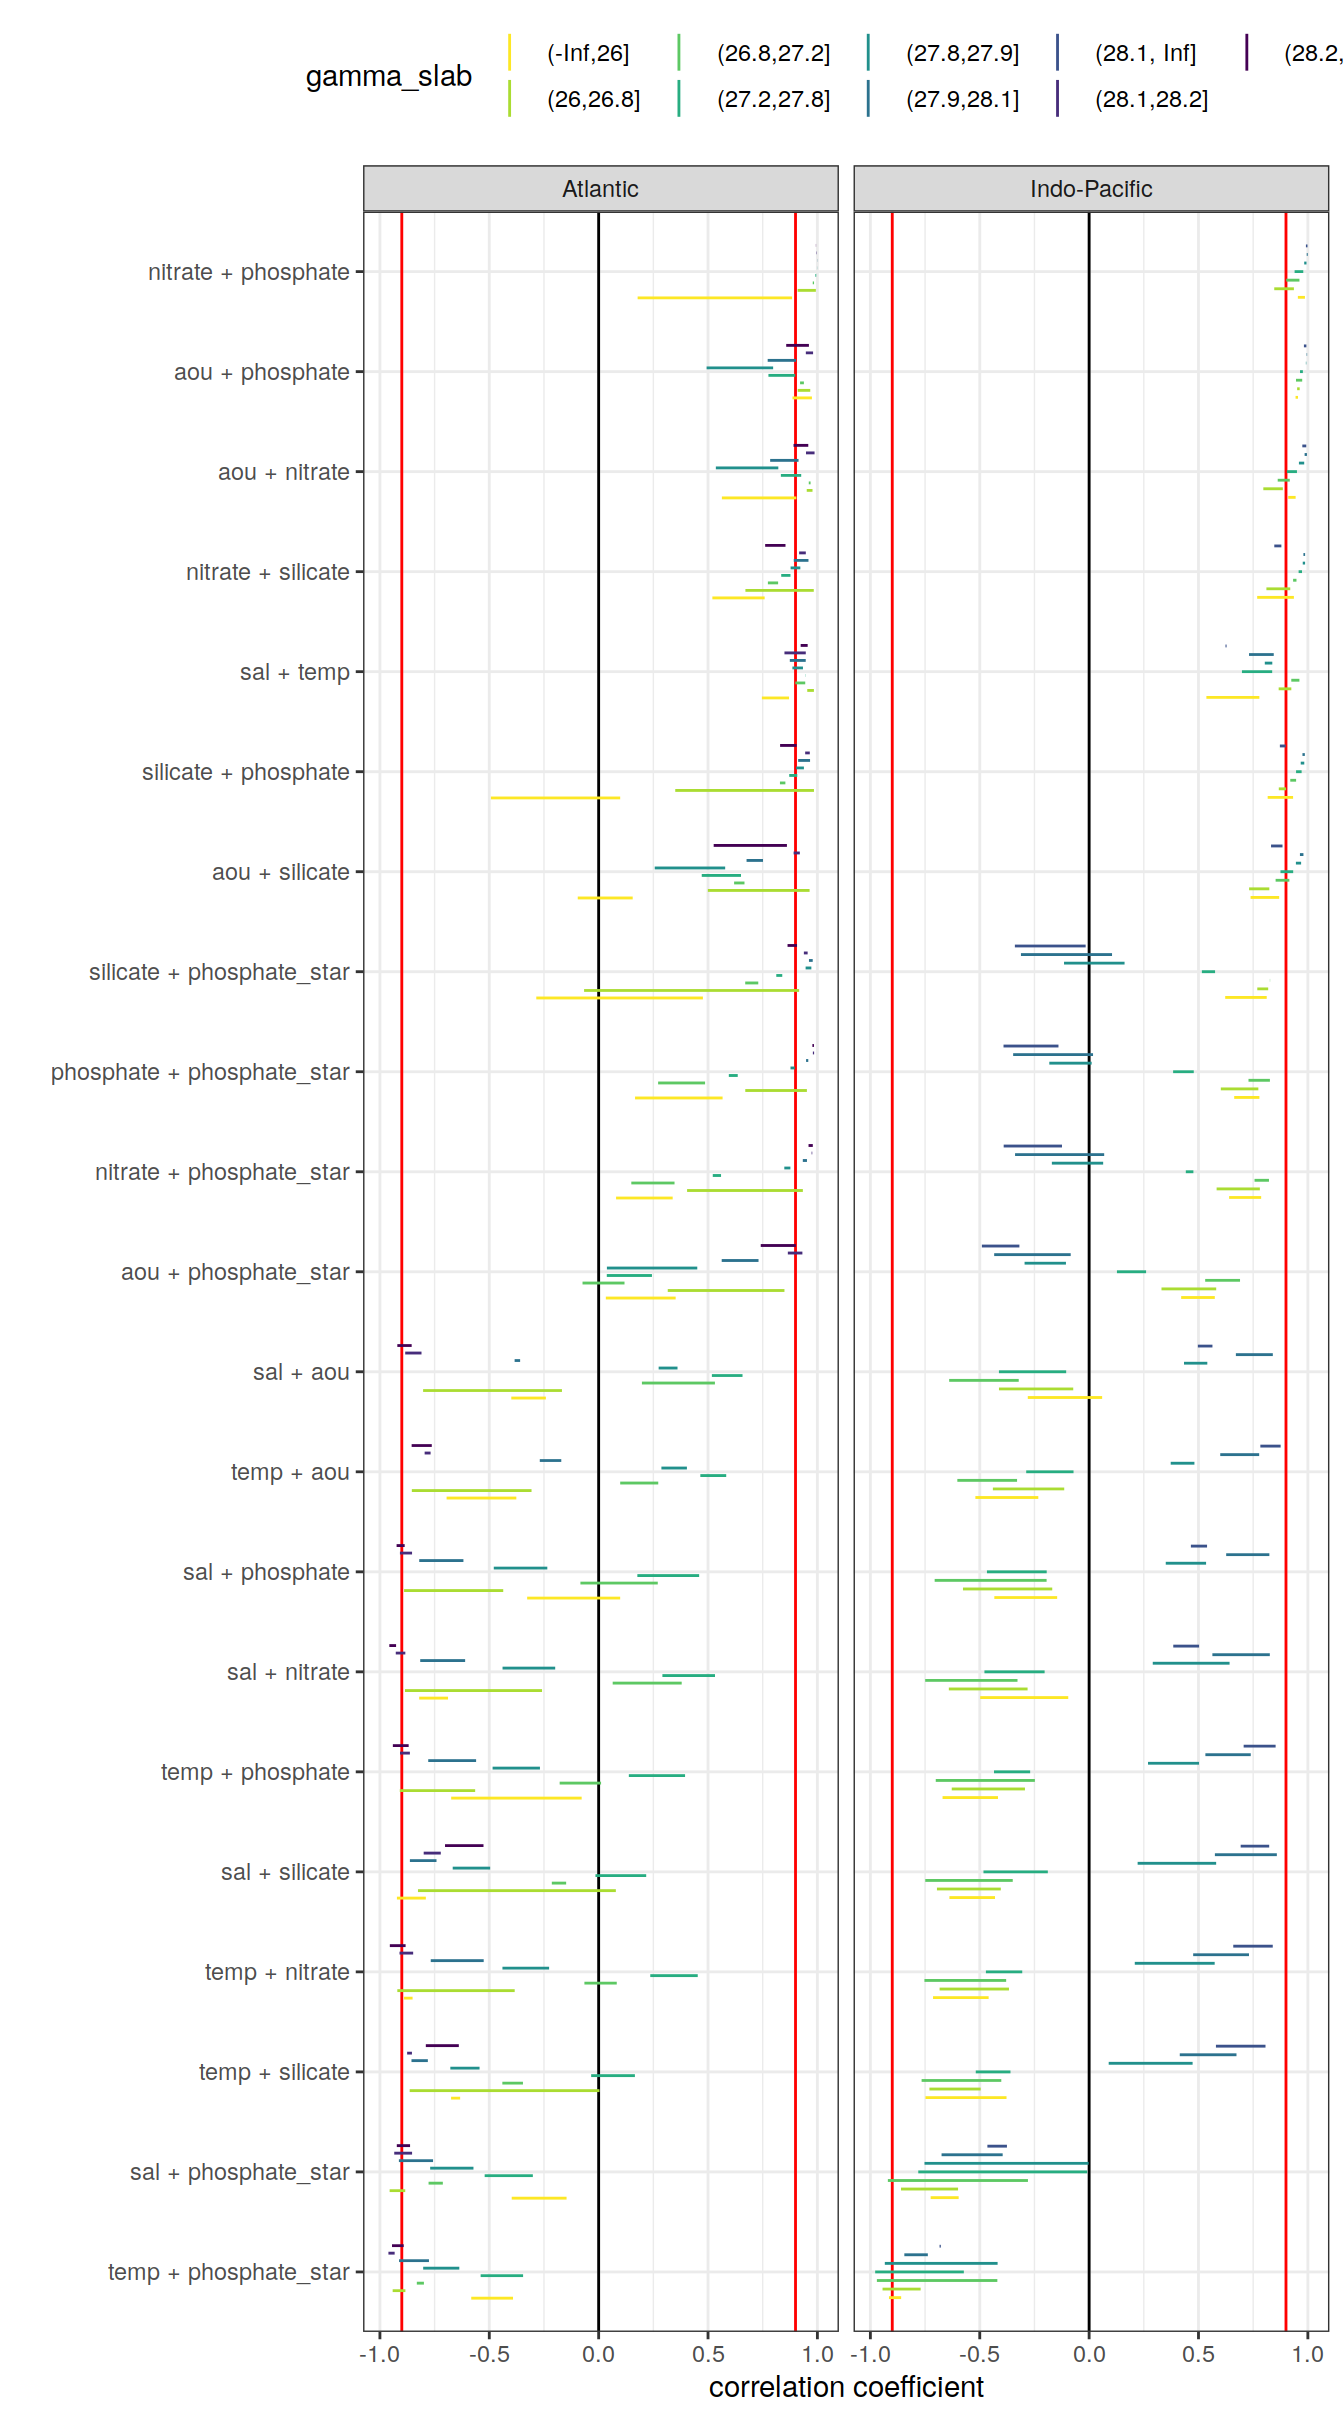 gamma_slab
(-Inf,26] (26.8,27.2] (27.8,27.9] (28.1, Inf] (28.2,
(26,26.8] (27.2,27.8] (27.9,28.1] (28.1,28.2]
Atlantic Indo-Pacific
nitrate + phosphate
aou + phosphate
aou + nitrate
nitrate + silicate
sal + temp
silicate + phosphate
aou + silicate
silicate + phosphate_star
phosphate + phosphate_star
nitrate + phosphate_star
aou + phosphate_star
sal + aou
temp + aou
sal + phosphate
sal + nitrate
temp + phosphate
sal + silicate
temp + nitrate
temp + silicate
sal + phosphate_star
temp + phosphate_star
-1.0 -0.5 0.0 0.5 1.0 -1.0 -0.5 0.0 0.5 1.0
correlation coefficient